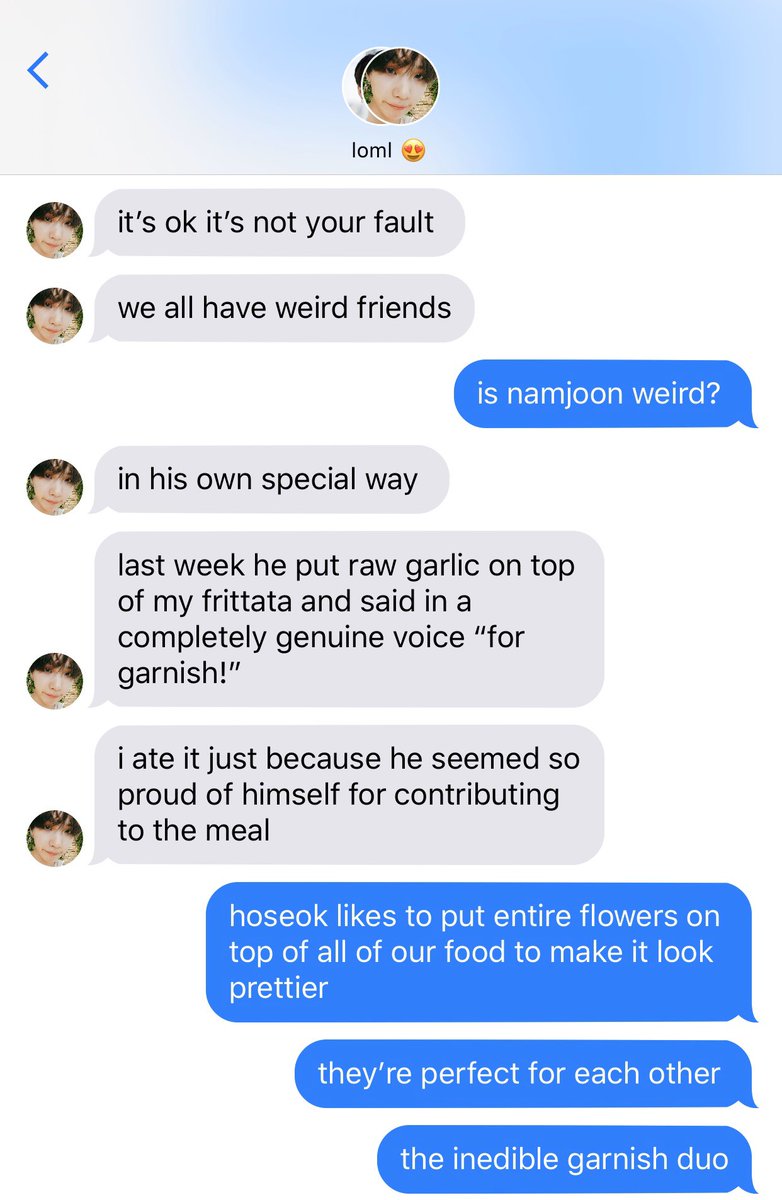 loml 😍
it’s ok it’s not your fault
we all have weird friends
is namjoon weird?
in his own special way
last week he put raw garlic on top
of my frittata and said in a
completely genuine voice “for
garnish!”
i ate it just because he seemed so
proud of himself for contributing
to the meal
hoseok likes to put entire flowers on
top of all of our food to make it look
prettier
they’re perfect for each other
the inedible garnish duo